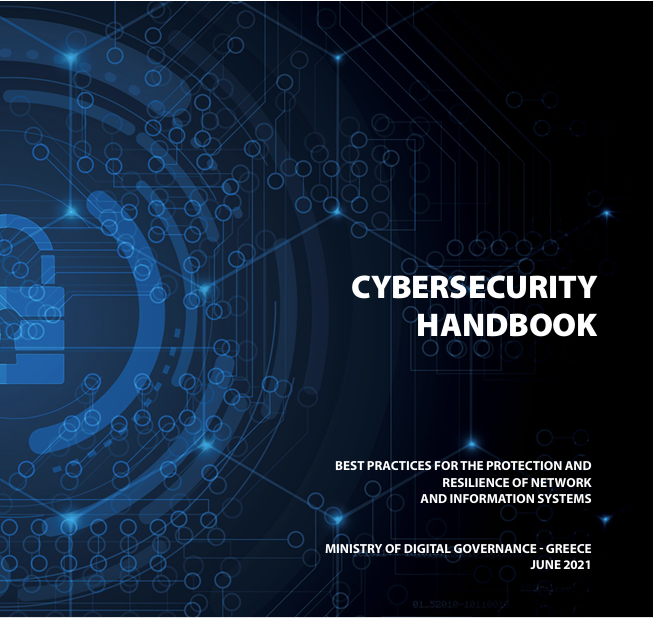 CYBERSECURITY
HANDBOOK
BEST PRACTICES FOR THE PROTECTION AND
RESILIENCE OF NETWORK
AND INFORMATION SYSTEMS
MINISTRY OF DIGITAL GOVERNANCE - GREECE
JUNE 2021